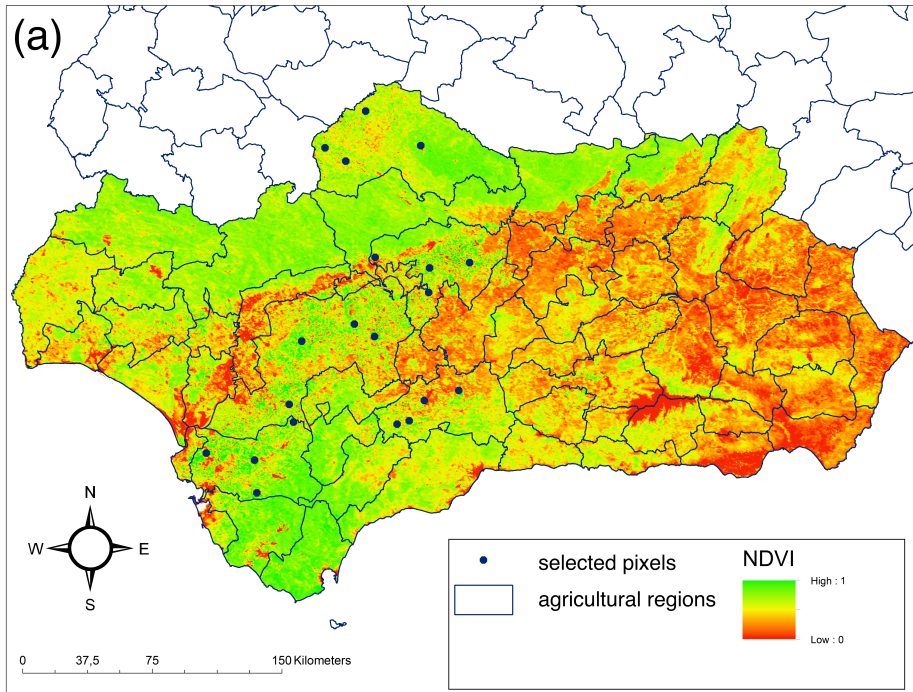 (a)
N
W E
S
0 37,5 75 150 Kilometers
selected pixels
agricultural regions
NDVI
High : 1
Low : 0